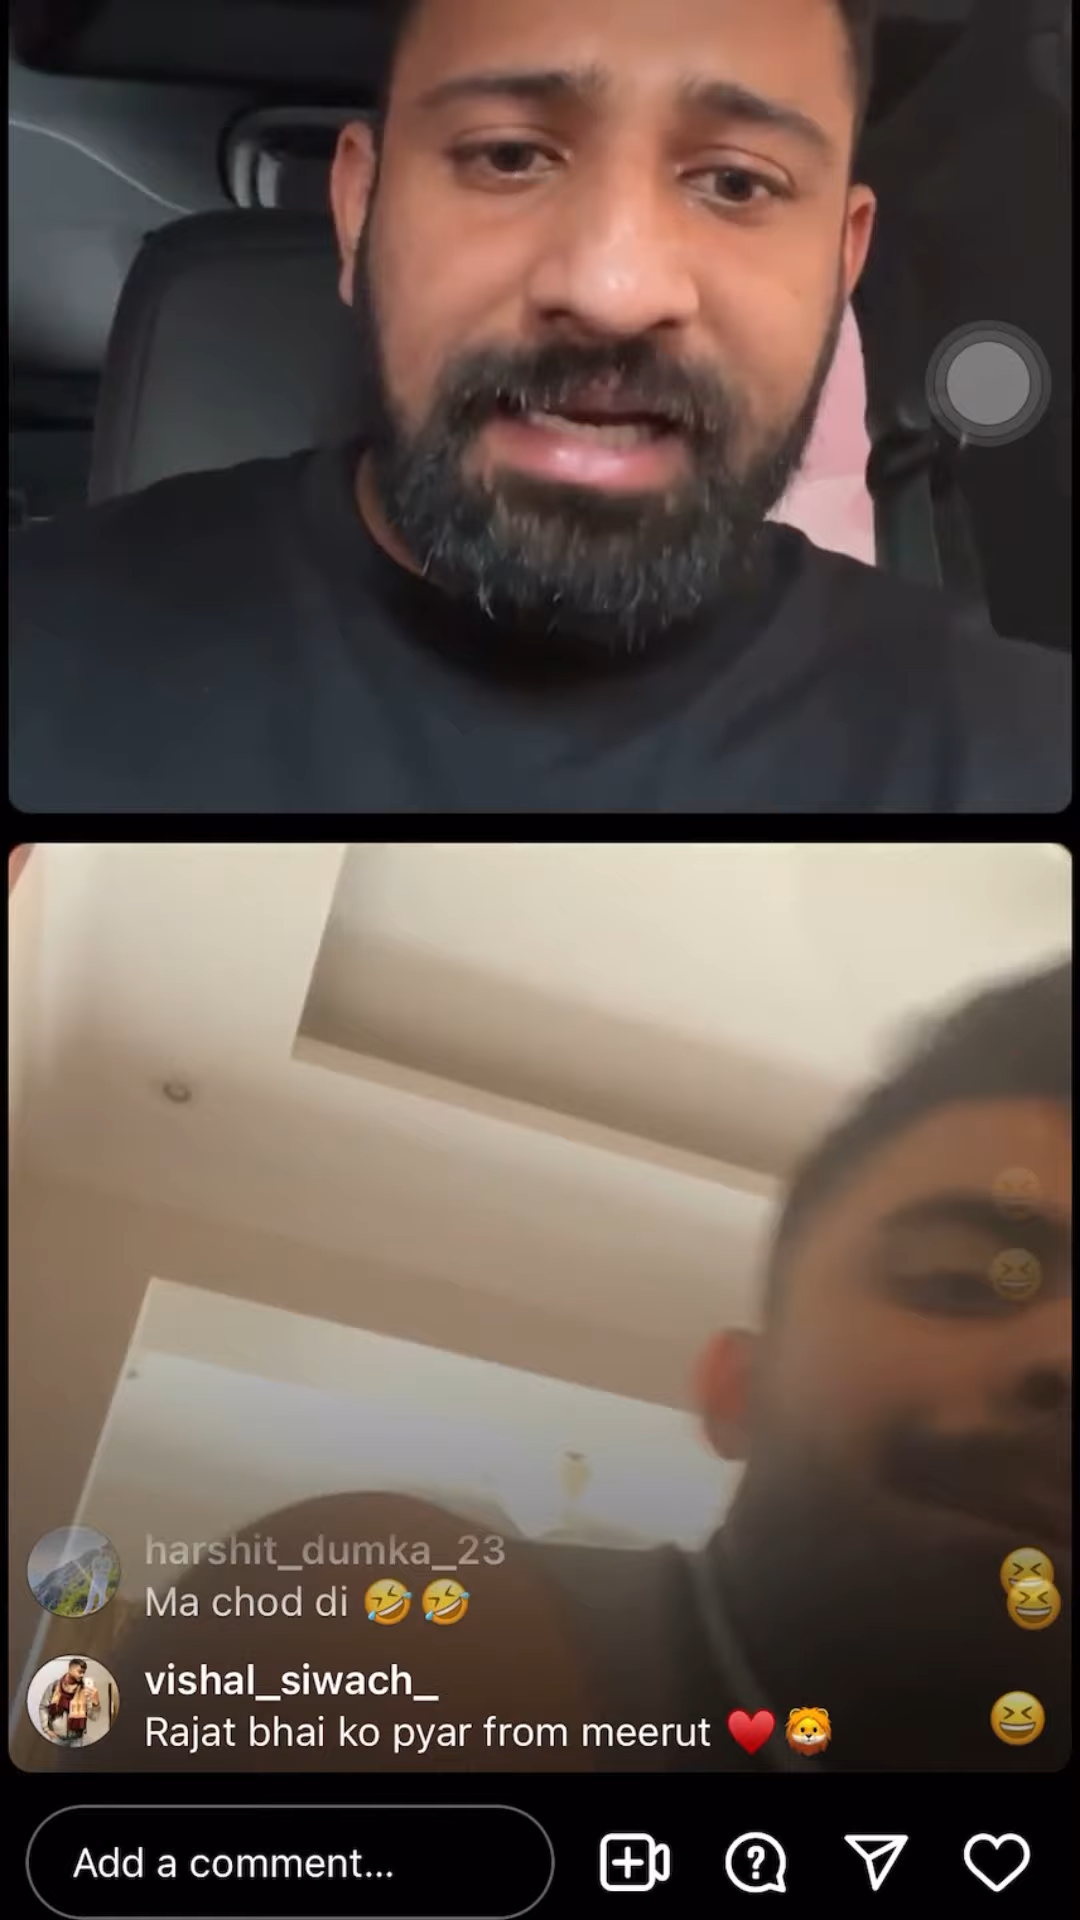 harshit_dumka_23
Ma chod di 🤣🤣
vishal_siwach_
Rajat bhai ko pyar from meerut ❤️🦁
Add a comment...